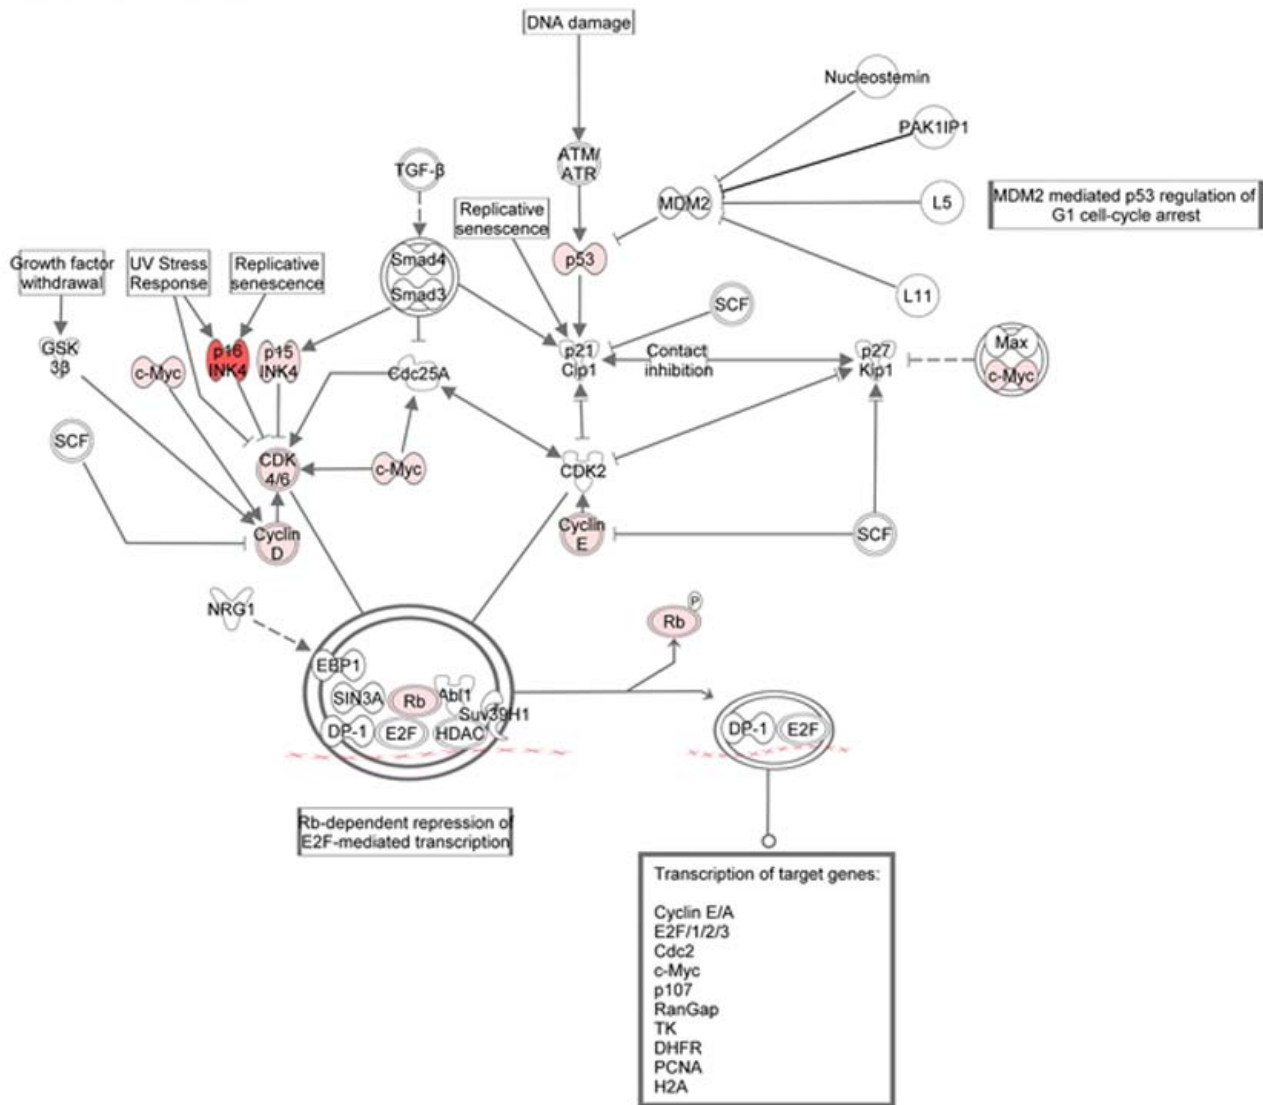 DNA damage
Nucleostemin
PAK1IP1
ATM/
ATR
TGF-β
MDM2
L5
MDM2 mediated p53 regulation of
G1 cell-cycle arrest
Replicative
senescence
Growth factor
withdrawal
UV Stress
Response
Replicative
senescence
Smad4
Smad3
p53
L11
SCF
GSK
3β
c-Myc
p16
INK4
p15
INK4
Cdc25A
p21
Cip1
Contact
inhibition
p27
Kip1
Max
c-Myc
SCF
CDK
4/6
c-Myc
CDK2
Cyclin
D
Cyclin
E
SCF
NRG1
P
Rb
EBP1
SIN3A
Rb
Abl1
Suv39H1
DP-1
E2F
HDAC
DP-1
E2F
Rb-dependent repression of
E2F-mediated transcription
Transcription of target genes:
Cyclin E/A
E2F/1/2/3
Cdc2
c-Myc
p107
RanGap
TK
DHFR
PCNA
H2A